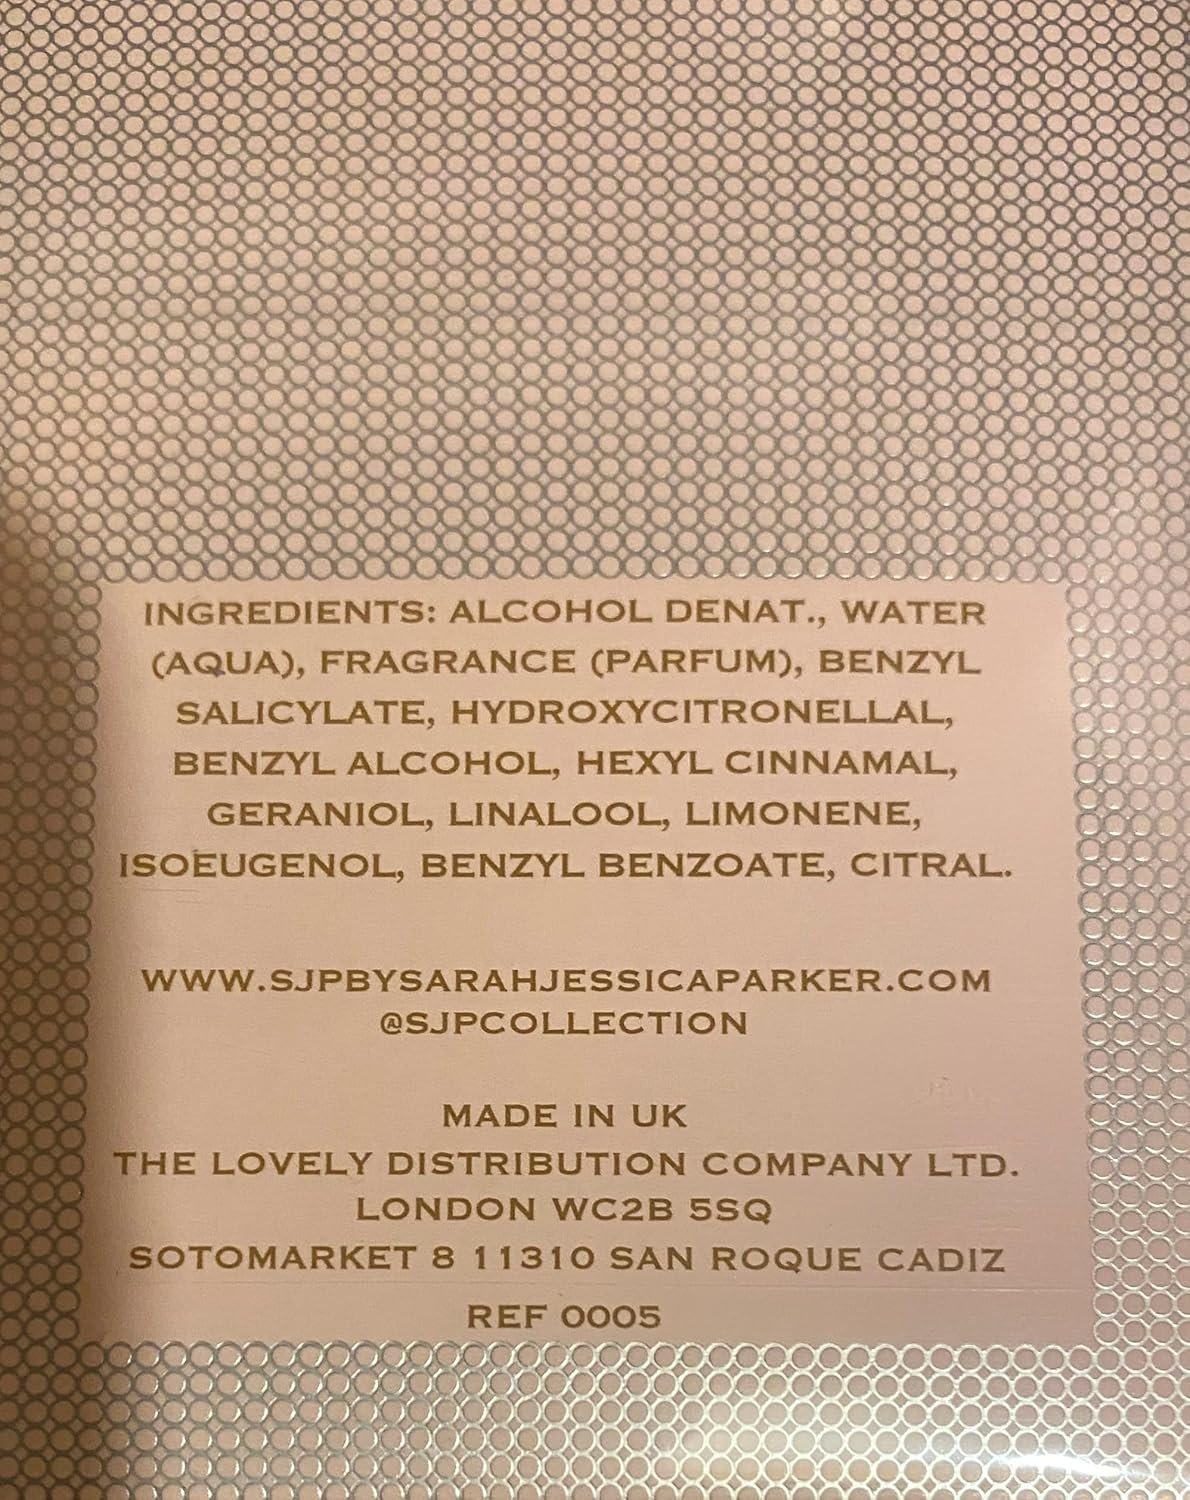 INGREDIENTS: ALCOHOL DENAT., WATER
(AQUA), FRAGRANCE (PARFUM), BENZYL
SALICYLATE, HYDROXYCITRONELLAL,
BENZYL ALCOHOL, HEXYL CINNAMAL,
GERANIOL, LINALOOL, LIMONENE,
ISOEUGENOL, BENZYL BENZOATE, CITRAL.
WWW.SJPBYSARAHJESSICAPARKER.COM
@SJPCOLLECTION
MADE IN UK
THE LOVELY DISTRIBUTION COMPANY LTD.
LONDON WC2B 5SQ
SOTOMARKET 8 11310 SAN ROQUE CADIZ
REF 0005